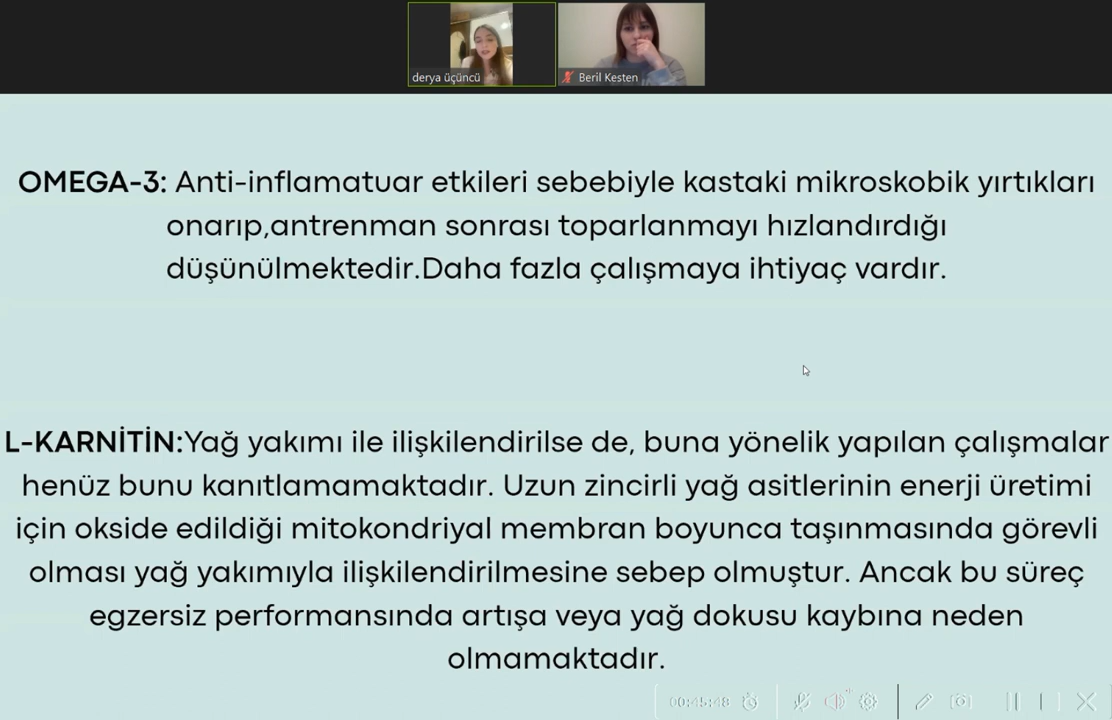 derya üçüncü
Beril Kesten
OMEGA-3: Anti-inflamatuar etkileri sebebiyle kastaki mikroskobik yırtıkları
onarıp,antrenman sonrası toparlanmayı hızlandırdığı
düşünülmektedir.Daha fazla çalışmaya ihtiyaç vardır.
L-KARNİTİN:Yağ yakımı ile ilişkilendirilse de, buna yönelik yapılan çalışmalar
henüz bunu kanıtlamamaktadır. Uzun zincirli yağ asitlerinin enerji üretimi
için okside edildiği mitokondriyal membran boyunca taşınmasında görevli
olması yağ yakımıyla ilişkilendirilmesine sebep olmuştur. Ancak bu süreç
egzersiz performansında artışa veya yağ dokusu kaybına neden
olmamaktadır.
00:45:48